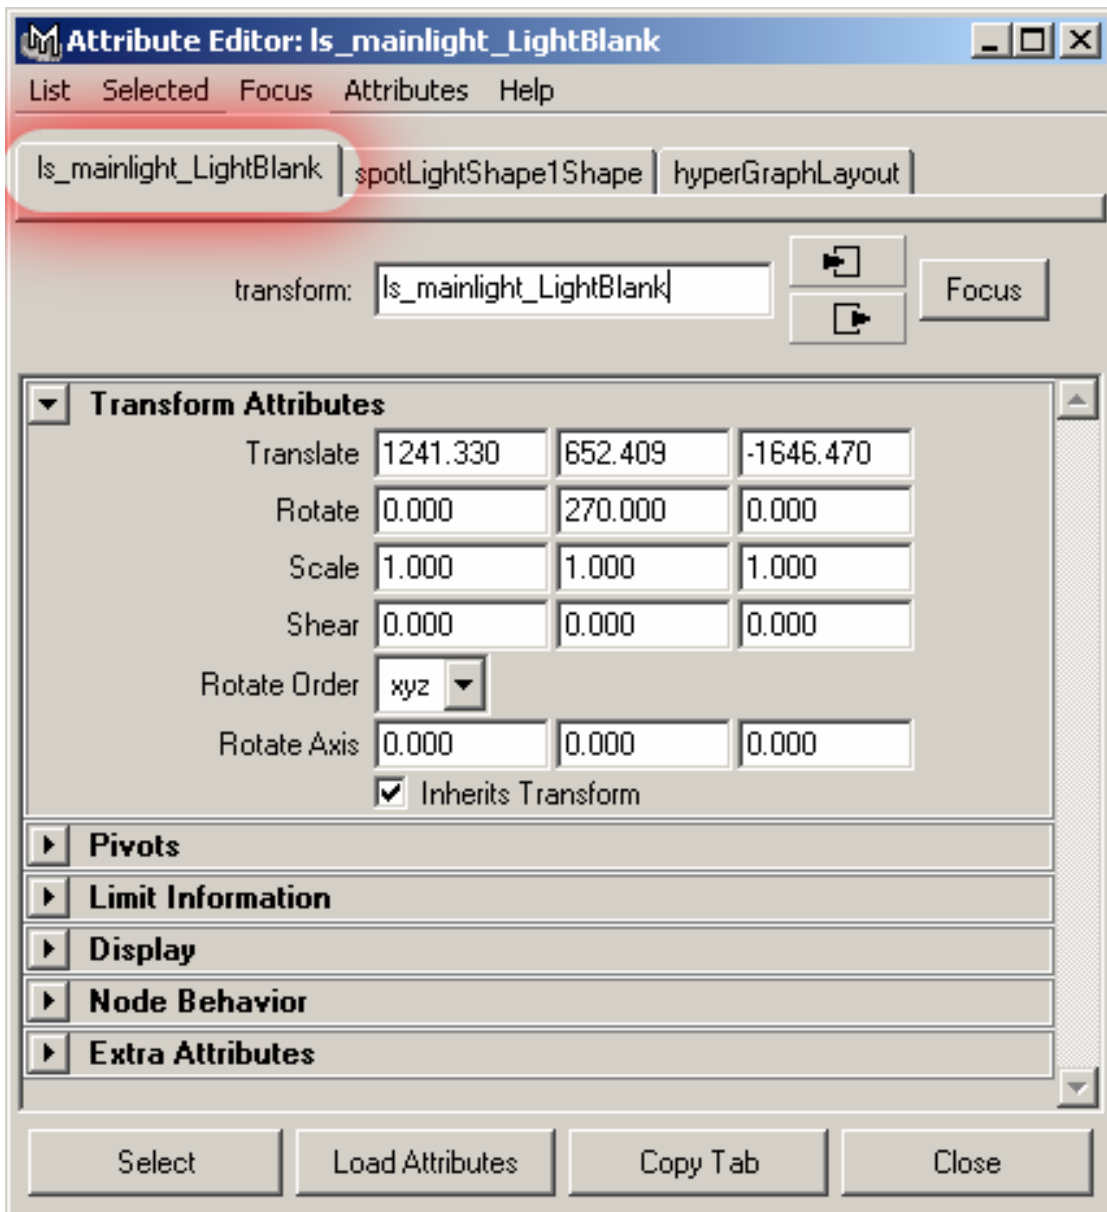 Attribute Editor: ls_mainlight_LightBlank
List Selected Focus Attributes Help
ls_mainlight_LightBlank spotLightShape1Shape hyperGraphLayout
transform: ls_mainlight_LightBlank Focus
Transform Attributes
Translate 1241.330 652.409 -1646.470
Rotate 0.000 270.000 0.000
Scale 1.000 1.000 1.000
Shear 0.000 0.000 0.000
Rotate Order xyz
Rotate Axis 0.000 0.000 0.000
Inherits Transform
Pivots
Limit Information
Display
Node Behavior
Extra Attributes
Select Load Attributes Copy Tab Close